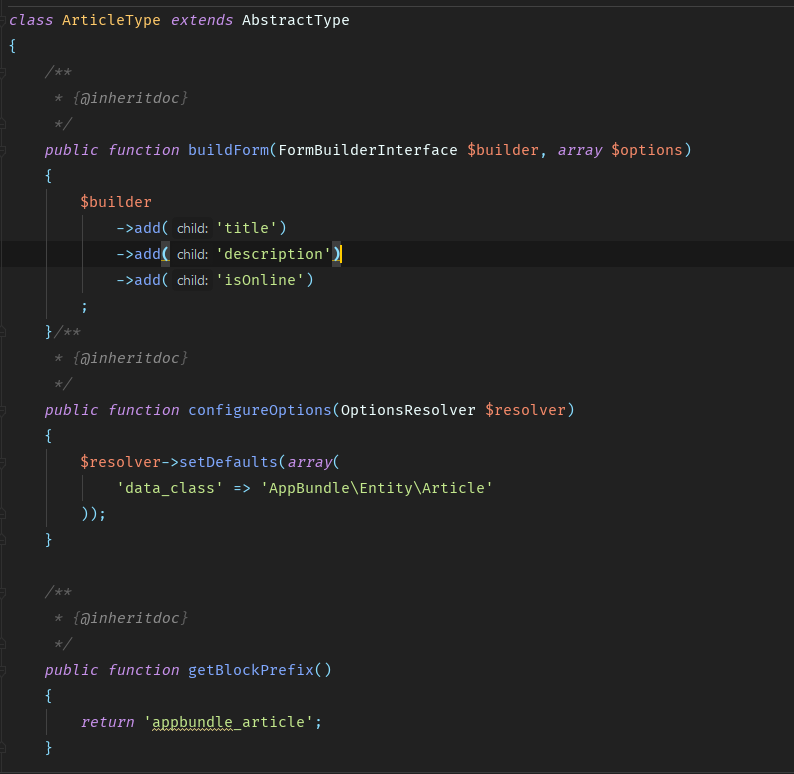 class ArticleType extends AbstractType
{
    /**
     * {@inheritdoc}
     */
    public function buildForm(FormBuilderInterface $builder, array $options)
    {
        $builder
            ->add( child: 'title')
            ->add( child: 'description')
            ->add( child: 'isOnline')
        ;
    }/**
     * {@inheritdoc}
     */
    public function configureOptions(OptionsResolver $resolver)
    {
        $resolver->setDefaults(array(
            'data_class' => 'AppBundle\Entity\Article'
        ));
    }

    /**
     * {@inheritdoc}
     */
    public function getBlockPrefix()
    {
        return 'appbundle_article';
    }